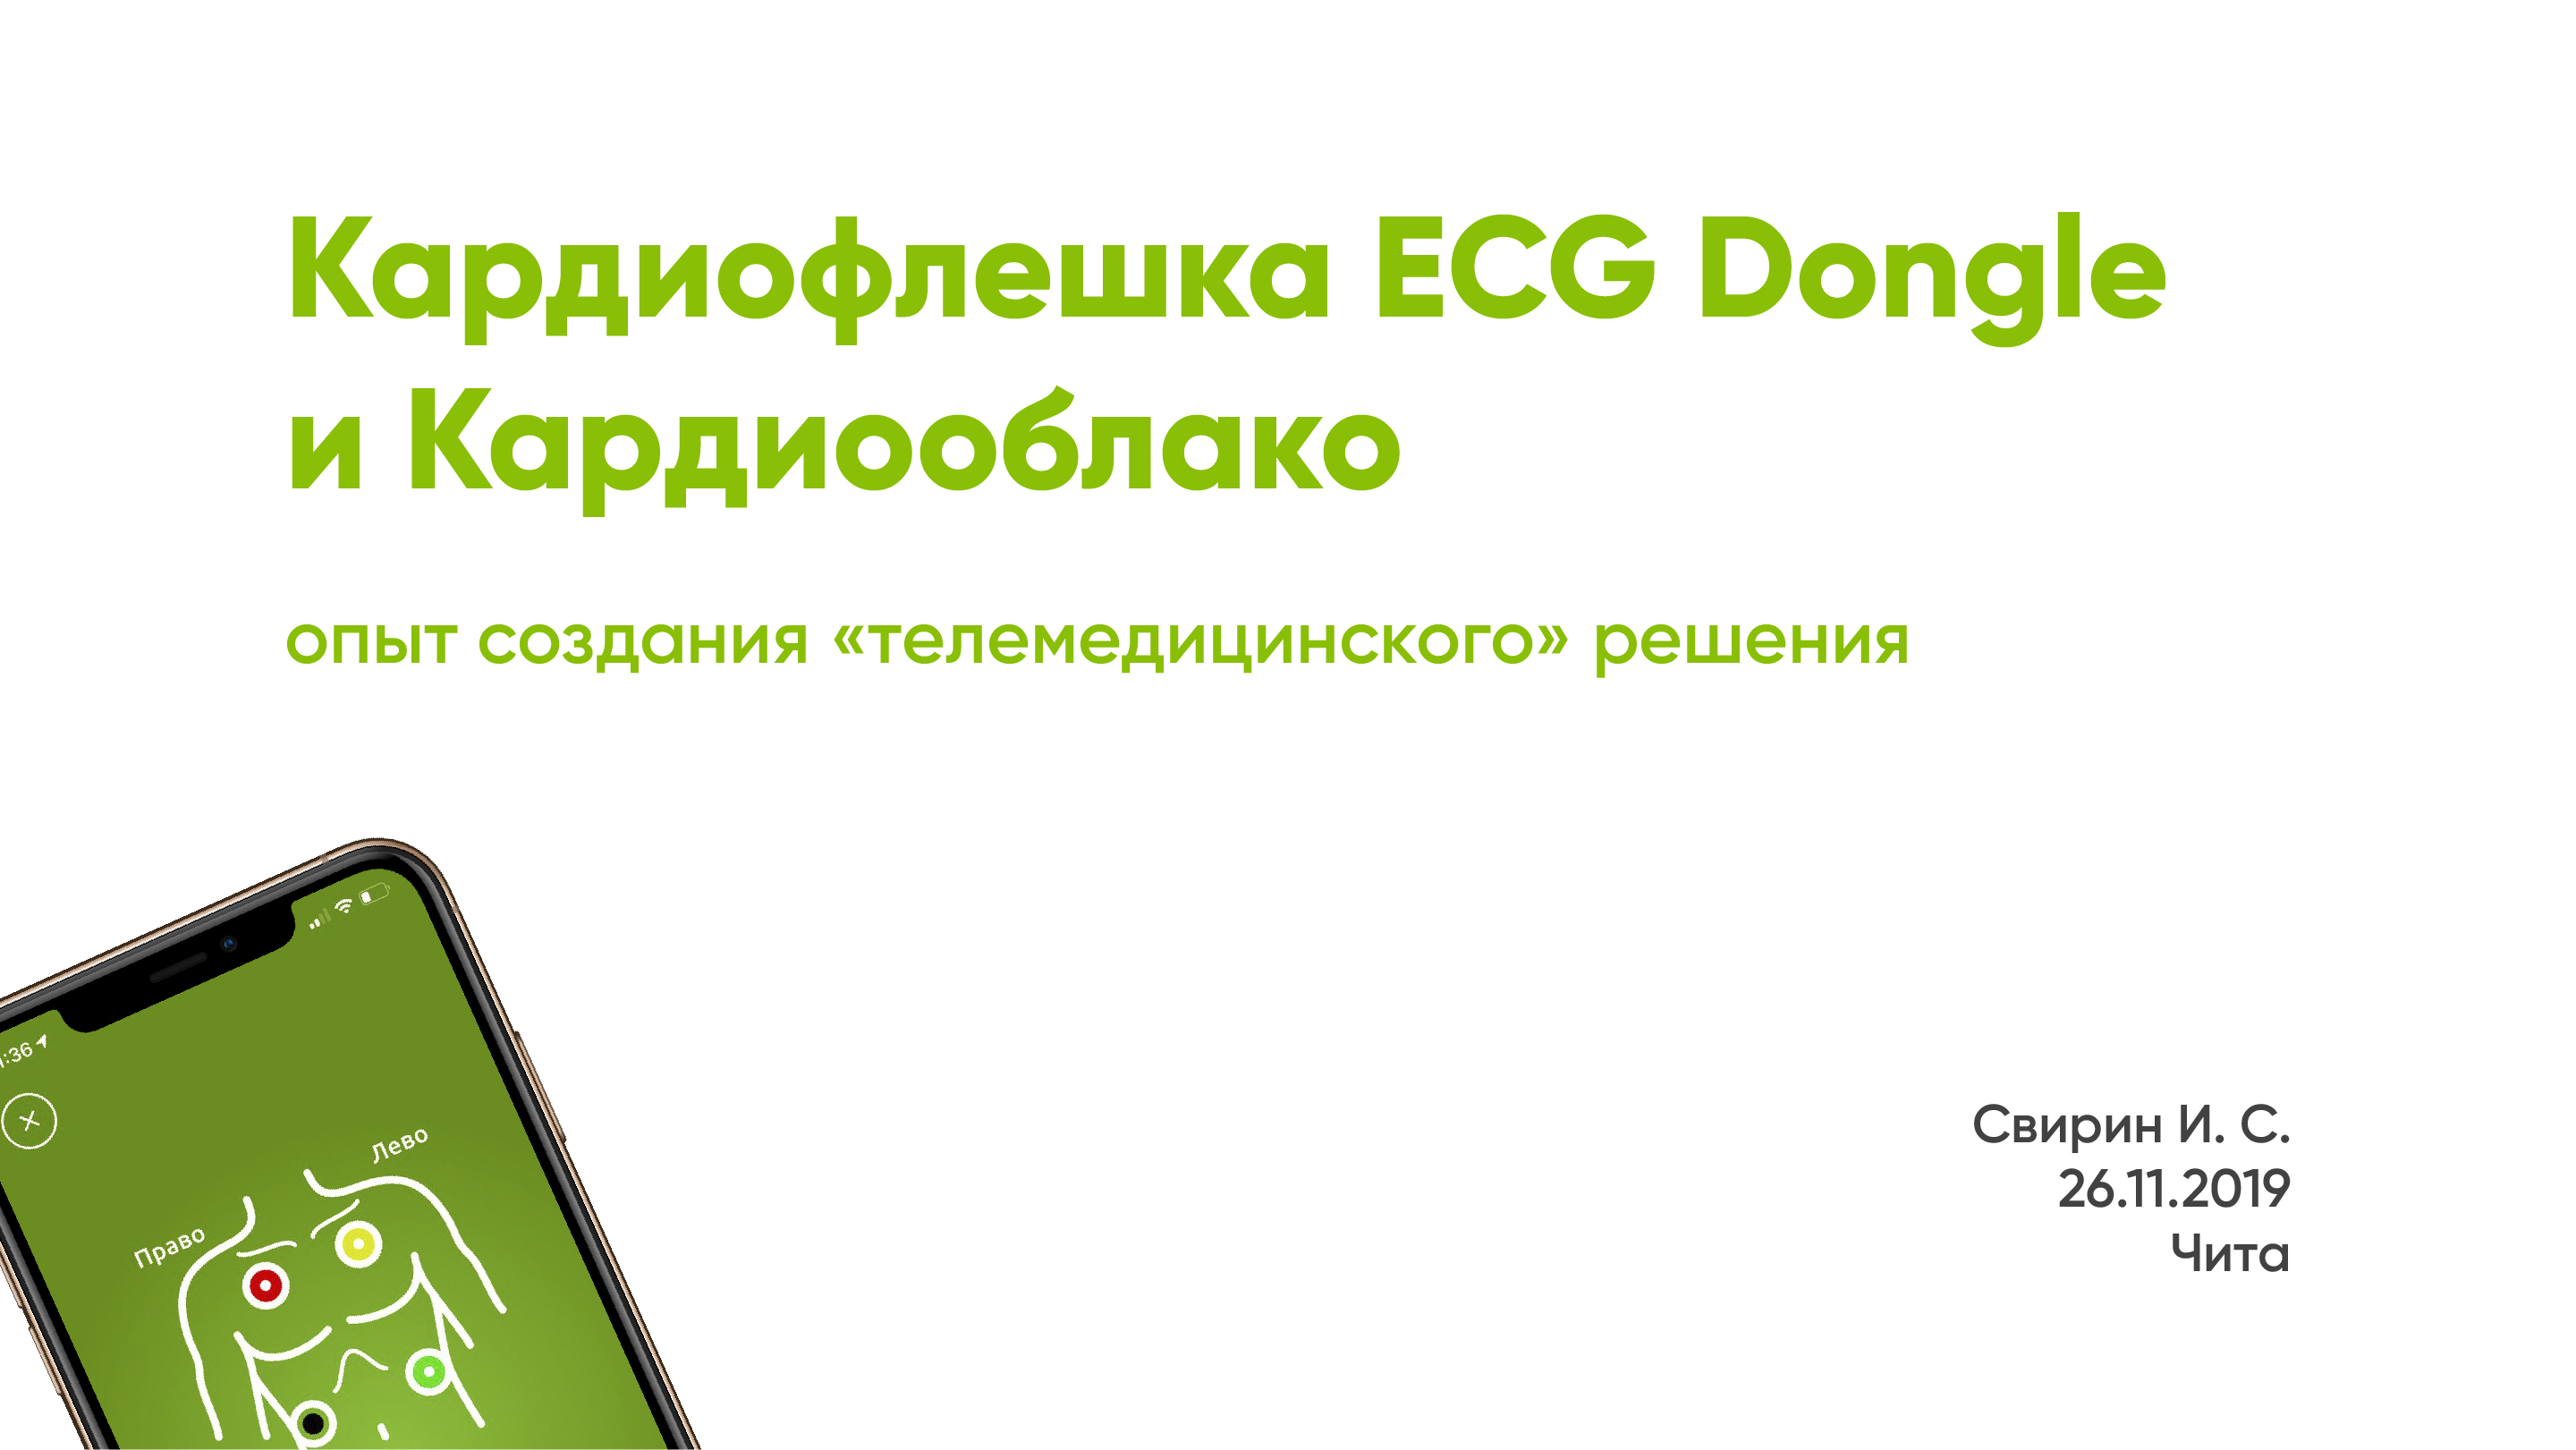 Кардиофлешка ECG Dongle
и Кардиооблако
опыт создания «телемедицинского» решения
:36
Лево
Право
Свирин И. С.
26.11.2019
Чита